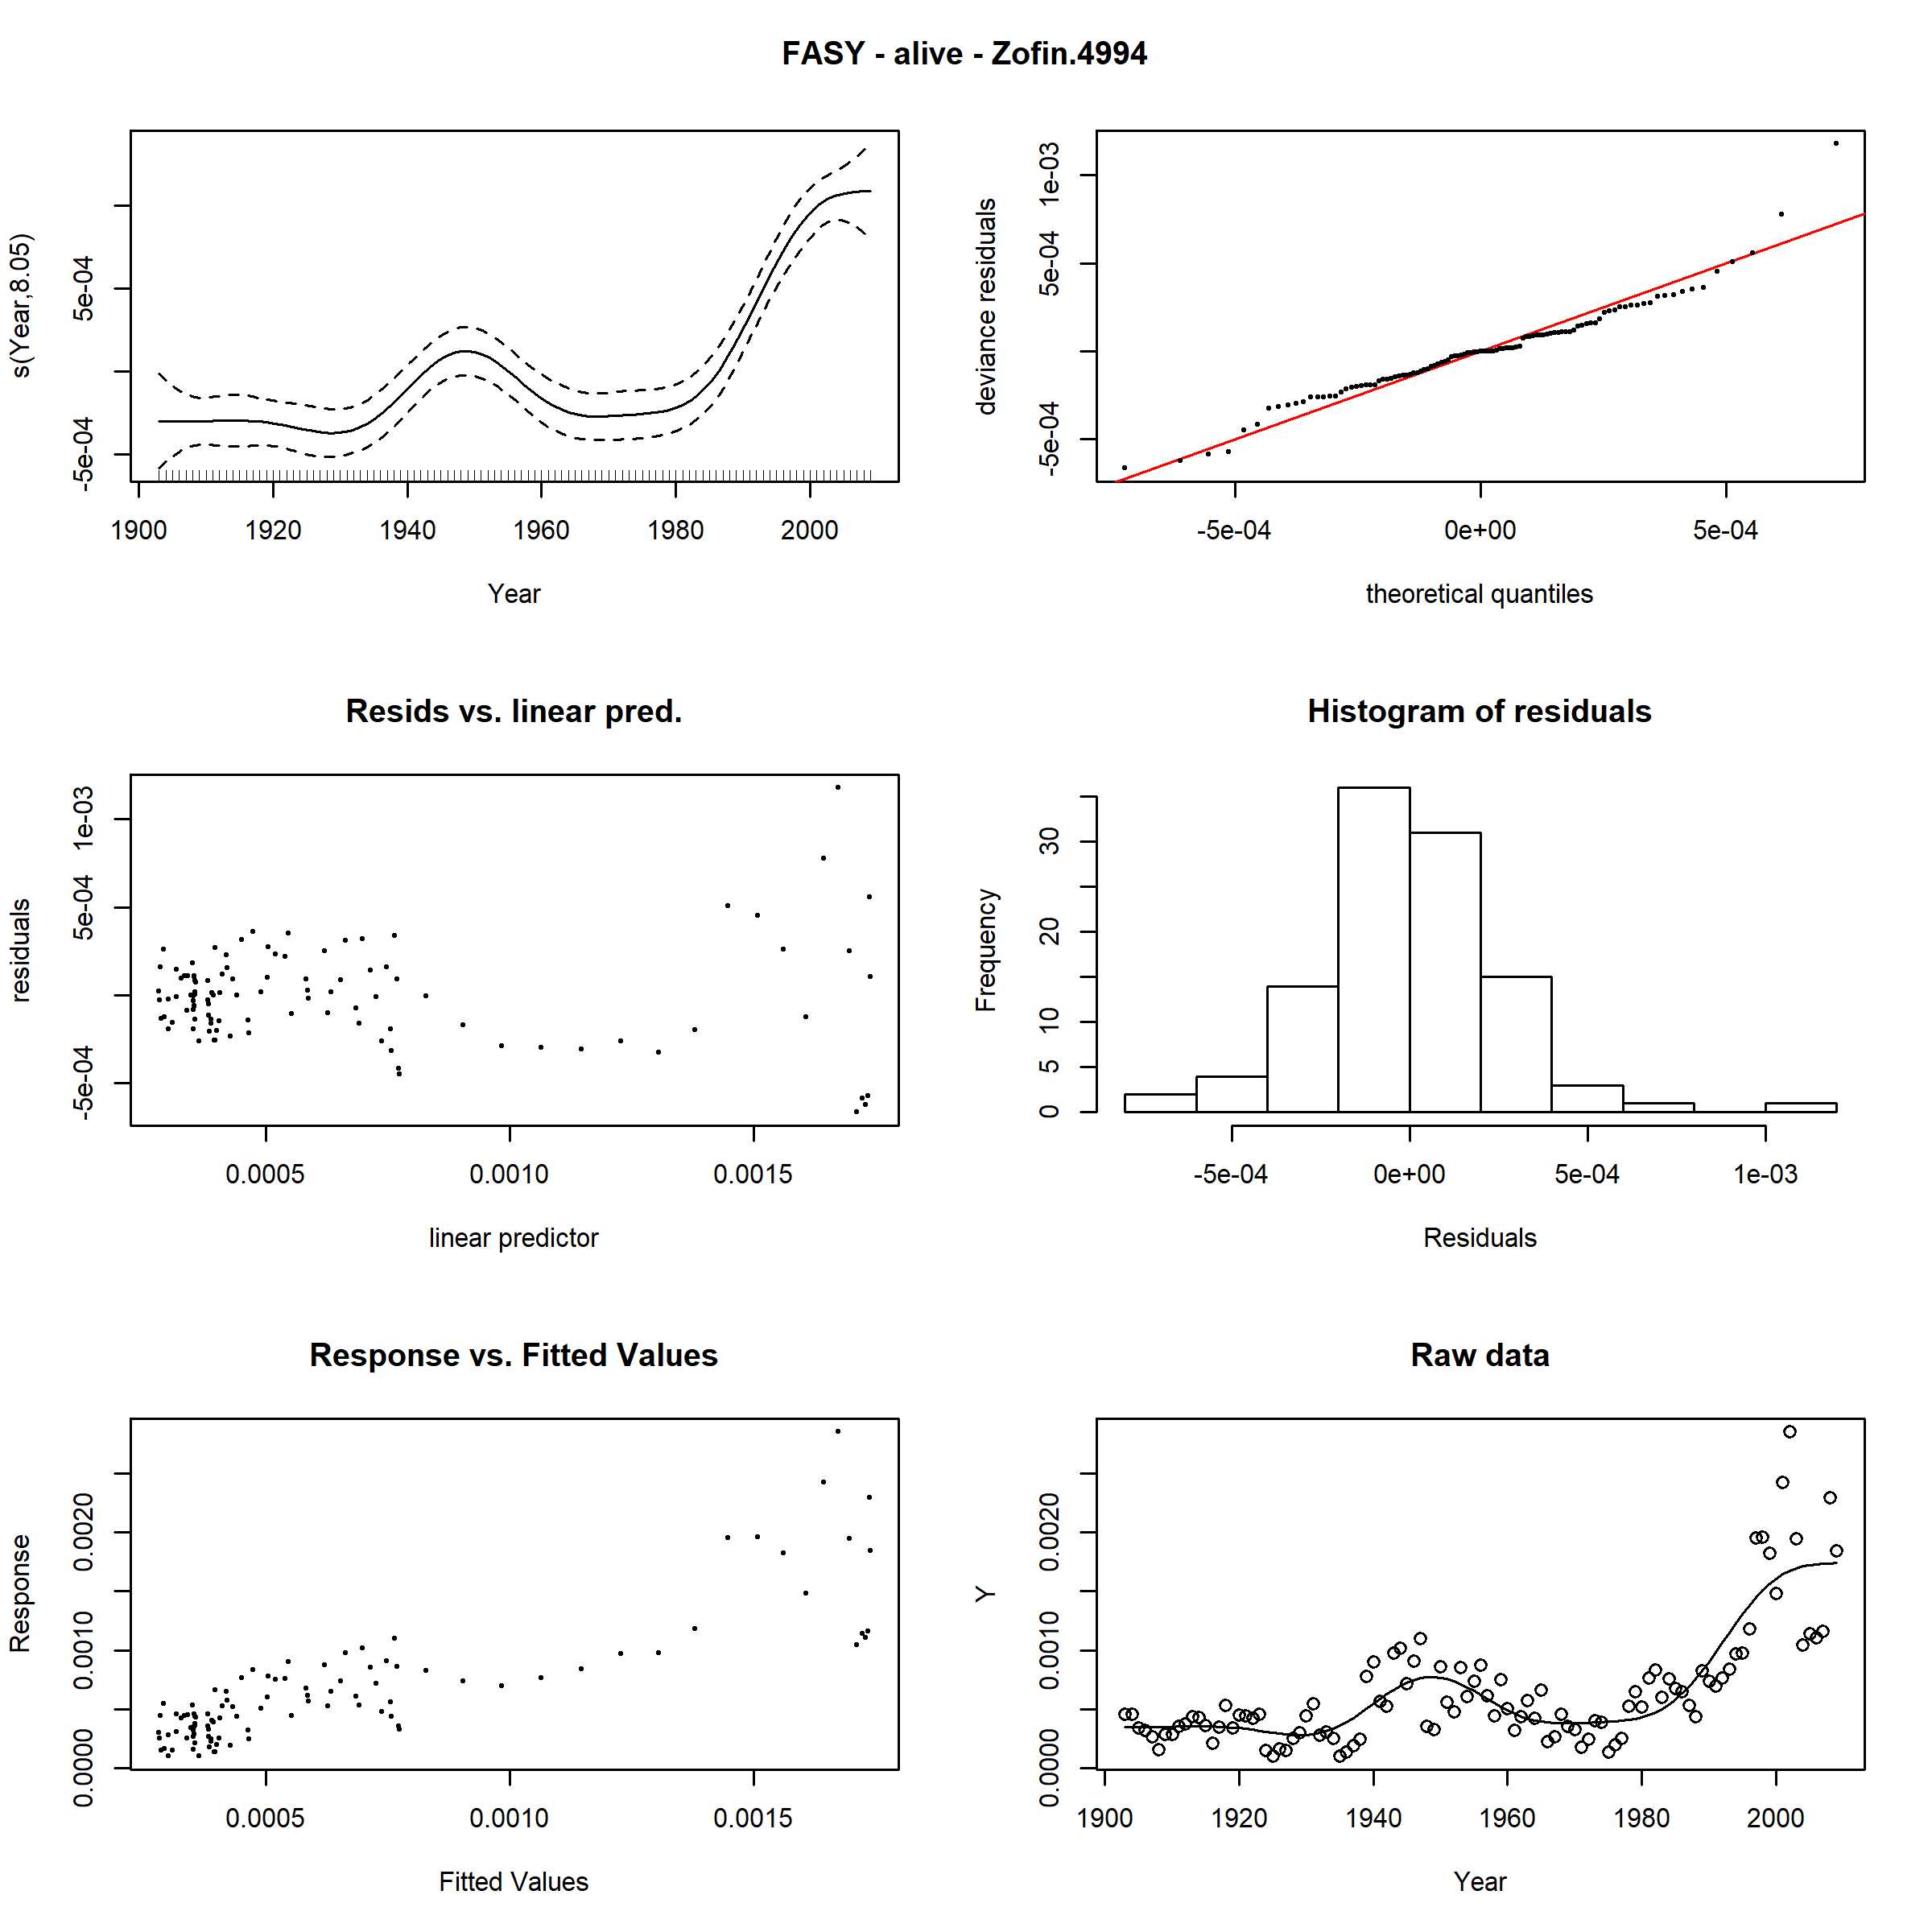 FASY - alive - Zofin.4994
s(Year,8.05)
5e-04
-5e-04
1900 1920 1940 1960 1980 2000
Year
deviance residuals
1e-03
5e-04
-5e-04
-5e-04 0e+00 5e-04
theoretical quantiles
Resids vs. linear pred.
residuals
1e-03
5e-04
-5e-04
0.0005 0.0010 0.0015
linear predictor
Histogram of residuals
Frequency
30
20
10
5
0
-5e-04 0e+00 5e-04 1e-03
Residuals
Response vs. Fitted Values
Response
0.0020
0.0010
0.0000
0.0005 0.0010 0.0015
Fitted Values
Raw data
Y
0.0020
0.0010
0.0000
1900 1920 1940 1960 1980 2000
Year